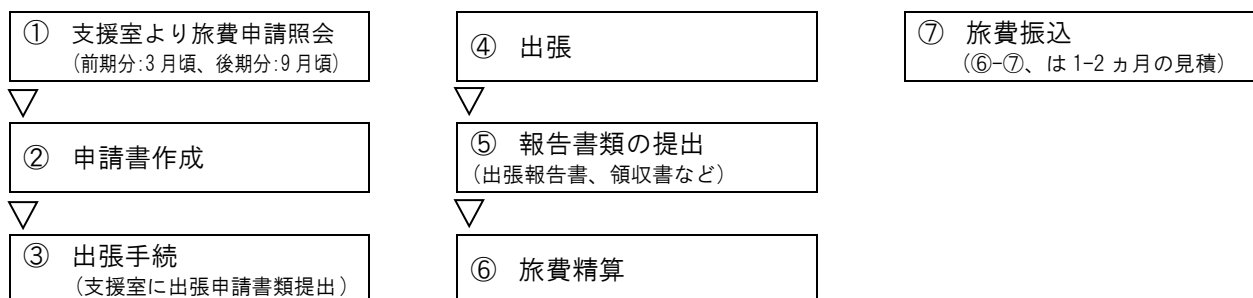 ① 支援室より旅費申請照会
(前期分:3月頃、後期分:9月頃)
▽
② 申請書作成
▽
③ 出張手続
(支援室に出張申請書類提出)
④ 出張
▽
⑤ 報告書類の提出
(出張報告書、領収書など)
▽
⑥ 旅費精算
⑦ 旅費振込
(⑥-⑦、は1-2ヵ月の見積)